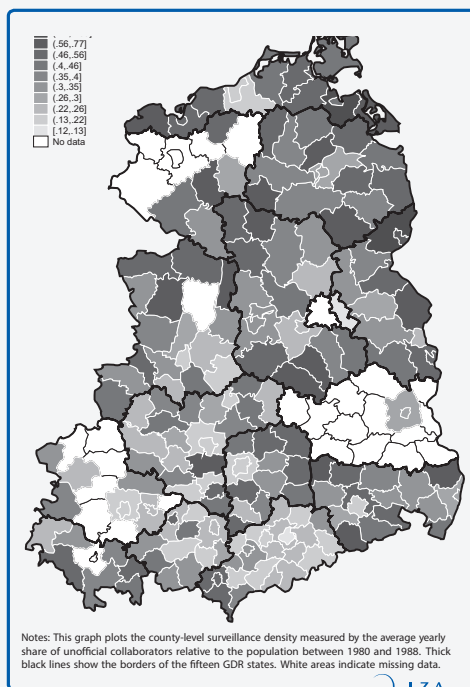 (.56,.77]
(.46,.56]
(.4,.46]
(.35,.4]
(.3,.35]
(.26,.3]
(.22,.26]
(.13,.22]
[.12,.13]
No data
Notes: This graph plots the county-level surveillance density measured by the average yearly
share of unofficial collaborators relative to the population between 1980 and 1988. Thick
black lines show the borders of the fifteen GDR states. White areas indicate missing data.
I Z A